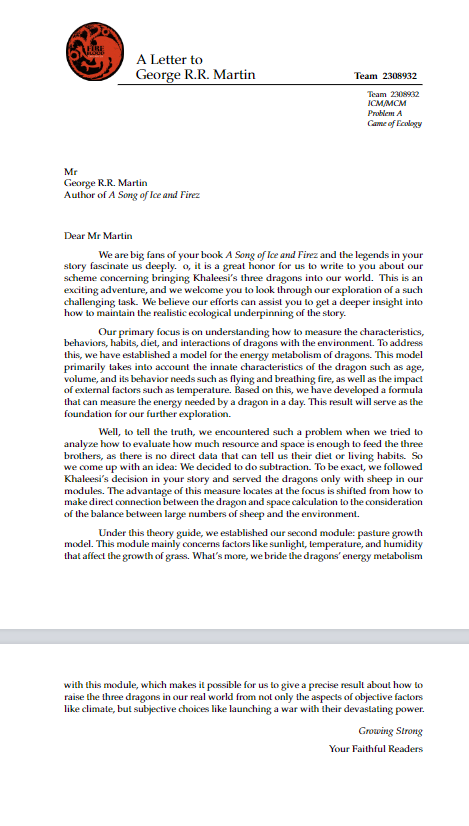 FIRE
A Letter to
George R.R. Martin
Team 2308932
Team 2308932
ICM/MCM
Problem A
Game of Ecology
Mr
George R.R. Martin
Author of A Song of Ice and Firez
Dear Mr Martin
We are big fans of your book A Song of Ice and Firez and the legends in your
story fascinate us deeply. o, it is a great honor for us to write to you about our
scheme concerning bringing Khaleesi's three dragons into our world. This is an
exciting adventure, and we welcome you to look through our exploration of a such
challenging task. We believe our efforts can assist you to get a deeper insight into
how to maintain the realistic ecological underpinning of the story.
Our primary focus is on understanding how to measure the characteristics,
behaviors, habits, diet, and interactions of dragons with the environment. To address
this, we have established a model for the energy metabolism of dragons. This model
primarily takes into account the innate characteristics of the dragon such as age,
volume, and its behavior needs such as flying and breathing fire, as well as the impact
of external factors such as temperature. Based on this, we have developed a formula
that can measure the energy needed by a dragon in a day. This result will serve as the
foundation for our further exploration.
Well, to tell the truth, we encountered such a problem when we tried to
analyze how to evaluate how much resource and space is enough to feed the three
brothers, as there is no direct data that can tell us their diet or living habits. So
we come up with an idea: We decided to do subtraction. To be exact, we followed
Khaleesi's decision in your story and served the dragons only with sheep in our
modules. The advantage of this measure locates at the focus is shifted from how to
make direct connection between the dragon and space calculation to the consideration
of the balance between large numbers of sheep and the environment.
Under this theory guide, we established our second module: pasture growth
model. This module mainly concerns factors like sunlight, temperature, and humidity
that affect the growth of grass. What's more, we bride the dragons' energy metabolism
with this module, which makes it possible for us to give a precise result about how to
raise the three dragons in our real world from not only the aspects of objective factors
like climate, but subjective choices like launching a war with their devastating power.
Growing Strong
Your Faithful Readers